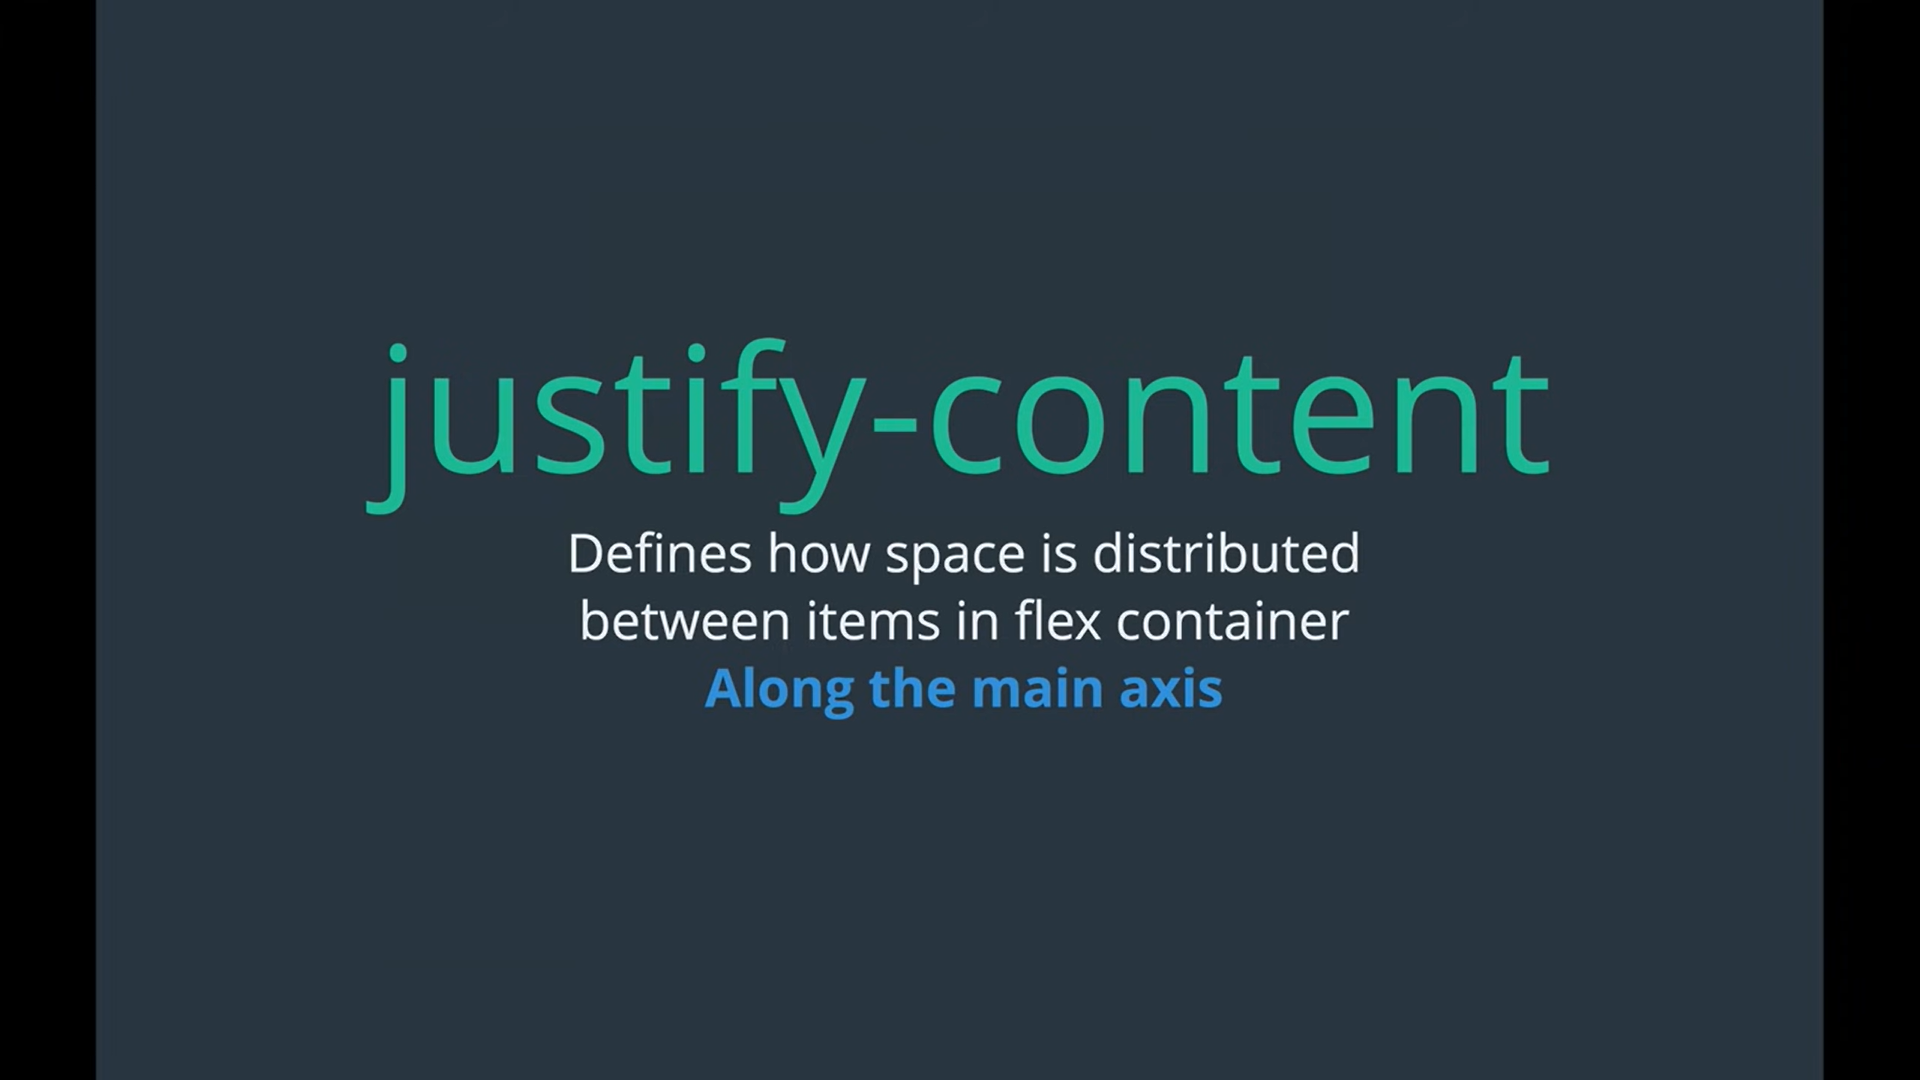 justify-content
Defines how space is distributed
between items in flex container
Along the main axis